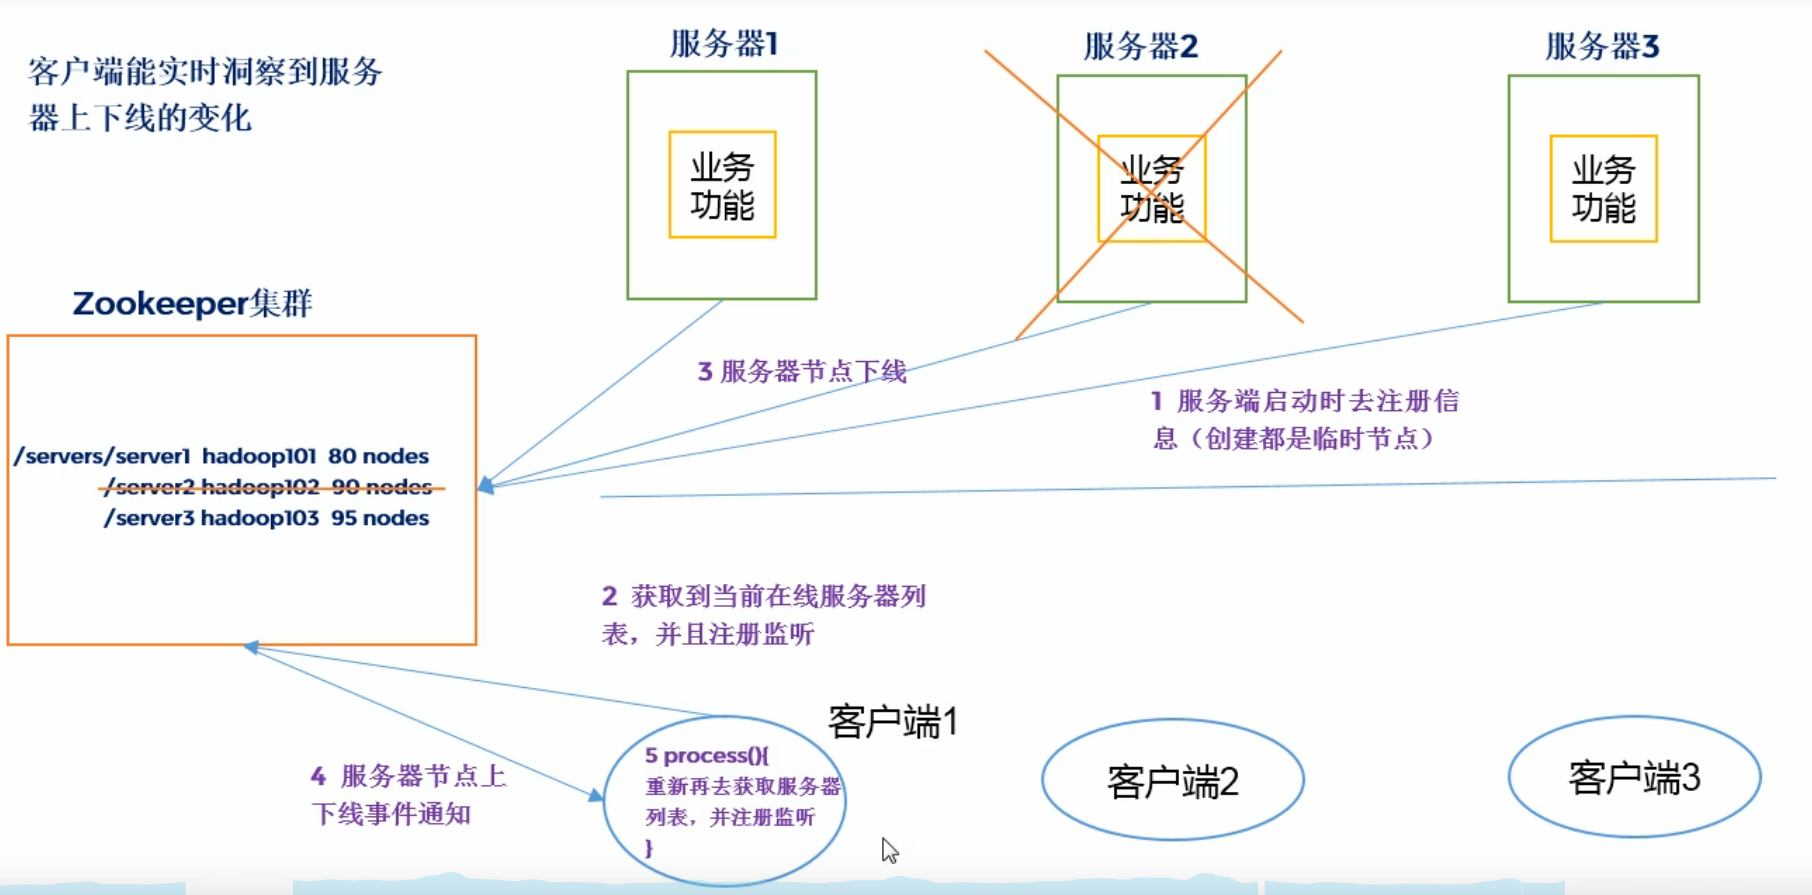 客户端能实时洞察到服务
器上下线的变化
服务器1
服务器2
服务器3
业务
功能
业务
功能
业务
功能
Zookeeper集群
/servers/server1 hadoop101 80 nodes
/server2 hadoop102 90 nodes
/server3 hadoop103 95 nodes
3 服务器节点下线
1 服务端启动时去注册信
息（创建都是临时节点）
2 获取到当前在线服务器列
表，并且注册监听
4 服务器节点上
下线事件通知
客户端1
5 process(){
重新再去获取服务器
列表，并注册监听
}
客户端2
客户端3